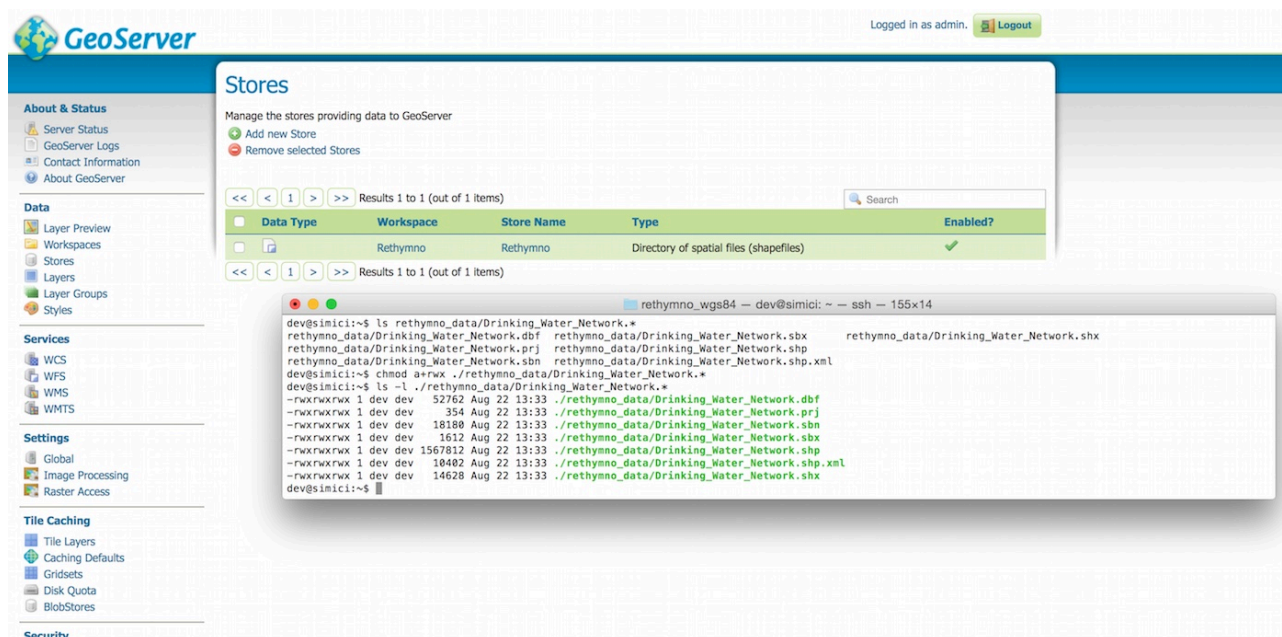 GeoServer
Logged in as admin.
Logout
About & Status
Server Status
GeoServer Logs
Contact Information
About GeoServer
Data
Layer Preview
Workspaces
Stores
Layers
Layer Groups
Styles
Services
WCS
WFS
WMS
WMTS
Settings
Global
Image Processing
Raster Access
Tile Caching
Tile Layers
Caching Defaults
Gridsets
Disk Quota
BlobStores
Security
Stores
Manage the stores providing data to GeoServer
Add new Store
Remove selected Stores
<< < 1 > >> Results 1 to 1 (out of 1 items)
Search
Data Type Workspace Store Name Type Enabled?
Rethymno Rethymno Directory of spatial files (shapefiles)
<< < 1 > >> Results 1 to 1 (out of 1 items)
rethymno_wgs84 — dev@simici: ~ — ssh — 155×14
dev@simici:~$ ls rethymno_data/Drinking_Water_Network.*
rethymno_data/Drinking_Water_Network.dbf rethymno_data/Drinking_Water_Network.sbx rethymno_data/Drinking_Water_Network.shx
rethymno_data/Drinking_Water_Network.prj rethymno_data/Drinking_Water_Network.shp
rethymno_data/Drinking_Water_Network.sbn rethymno_data/Drinking_Water_Network.shp.xml
dev@simici:~$ chmod a+rwx ./rethymno_data/Drinking_Water_Network.*
dev@simici:~$ ls -l ./rethymno_data/Drinking_Water_Network.*
-rwxrwxrwx 1 dev dev 52762 Aug 22 13:33 ./rethymno_data/Drinking_Water_Network.dbf
-rwxrwxrwx 1 dev dev 354 Aug 22 13:33 ./rethymno_data/Drinking_Water_Network.prj
-rwxrwxrwx 1 dev dev 18180 Aug 22 13:33 ./rethymno_data/Drinking_Water_Network.sbn
-rwxrwxrwx 1 dev dev 1612 Aug 22 13:33 ./rethymno_data/Drinking_Water_Network.sbx
-rwxrwxrwx 1 dev dev 1567812 Aug 22 13:33 ./rethymno_data/Drinking_Water_Network.shp
-rwxrwxrwx 1 dev dev 10402 Aug 22 13:33 ./rethymno_data/Drinking_Water_Network.shp.xml
-rwxrwxrwx 1 dev dev 14628 Aug 22 13:33 ./rethymno_data/Drinking_Water_Network.shx
dev@simici:~$